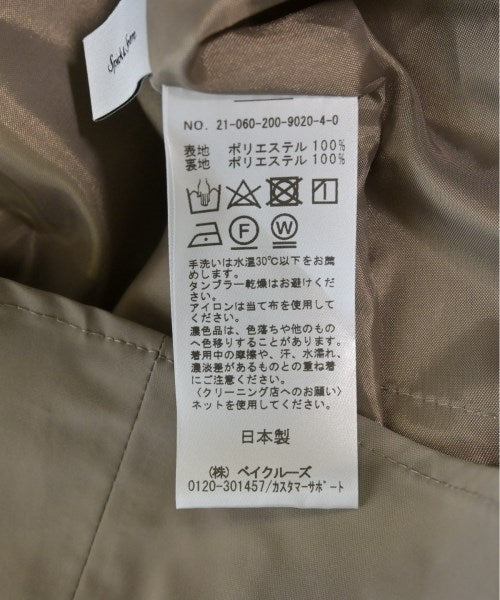 Spick & Span
NO. 21-060-200-9020-4-0
表地 ポリエステル 100%
裏地 ポリエステル 100%
F W
手洗いは水温30℃以下をお薦
めします。
タンブラー乾燥はお避けくださ
い。
アイロンは当て布を使用して
ください。
濃色品は、色落ちや他のもの
へ色移りすることがあります。
着用中の摩擦や、汗、水濡れ、
濃淡差があるものとの重ね着
にご注意ください。
〈クリーニング店へのお願い〉
ネットを使用してください。
日本製
(株) ベイクルーズ
0120-301457/カスタマーサポート